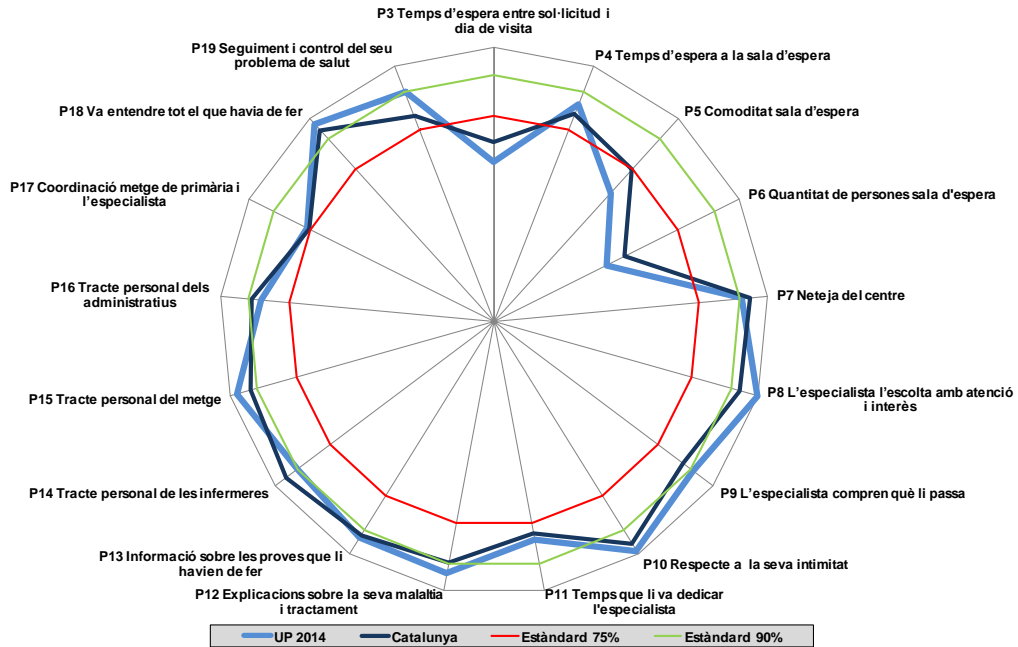 P3 Temps d'espera entre sol·licitud i
dia de visita
P4 Temps d'espera a la sala d'espera
P5 Comoditat sala d'espera
P6 Quantitat de persones sala d'espera
P7 Neteja del centre
P8 L'especialista l'escolta amb atenció
i interès
P9 L'especialista compren què li passa
P10 Respecte a la seva intimitat
P11 Temps que li va dedicar
l'especialista
P12 Explicacions sobre la seva malaltia
i tractament
P13 Informació sobre les proves que li
havien de fer
P14 Tracte personal de les infermeres
P15 Tracte personal del metge
P16 Tracte personal dels
administratius
P17 Coordinació metge de primària i
l'especialista
P18 Va entendre tot el que havia de fer
P19 Seguiment i control del seu
problema de salut
UP 2014
Catalunya
Estàndard 75%
Estàndard 90%